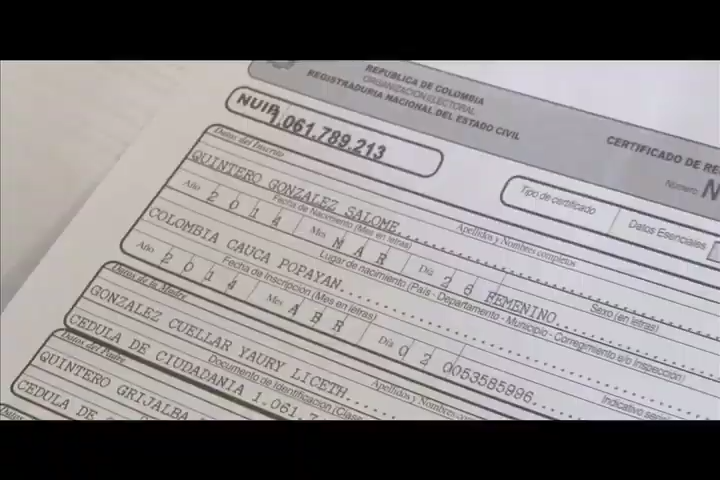 REPUBLICA DE COLOMBIA
ORGANIZACION ELECTORAL
REGISTRADURIA NACIONAL DEL ESTADO CIVIL
CERTIFICADO DE
NUIP 1.061.789.213
Número N
Tipo de certificado
Datos Esenciales
Datos del Inscrito
QUINTERO GONZALEZ SALOME
Apellidos y Nombres completos
Año 2014 Mes MAR Día 26 FEMENINO
Fecha de Nacimiento (Mes en letras) Sexo (en letras)
COLOMBIA CAUCA POPAYAN
Lugar de nacimiento (País - Departamento - Municipio - Corregimiento e/o Inspección)
Año 2014 Mes ABR Día 02 0053585996
Fecha de Inscripción (Mes en letras) Indicativo
Datos de la Madre
GONZALEZ CUELLAR YAURY LICETH
Apellidos y Nombres
CEDULA DE CIUDADANIA 1.061.7
Documento de Identificación
Datos del Padre
QUINTERO GRIJALBA
CEDULA DE